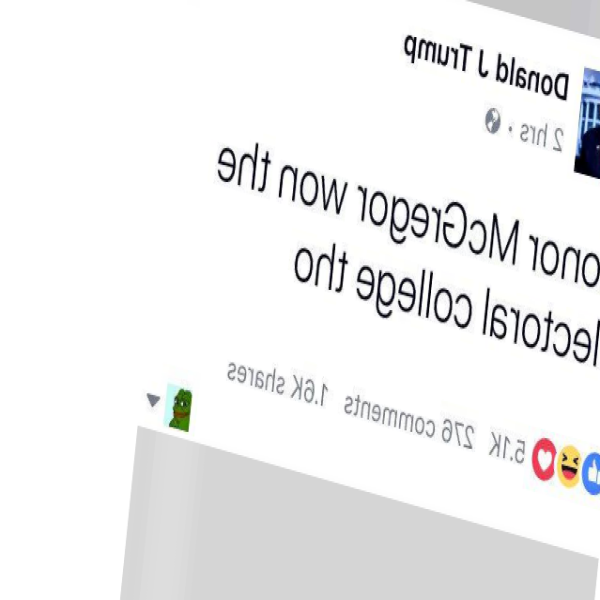 Donald J Trump
2 hrs ·
onor McGregor won the
lectoral college tho
5.1K 276 comments 1.6K shares